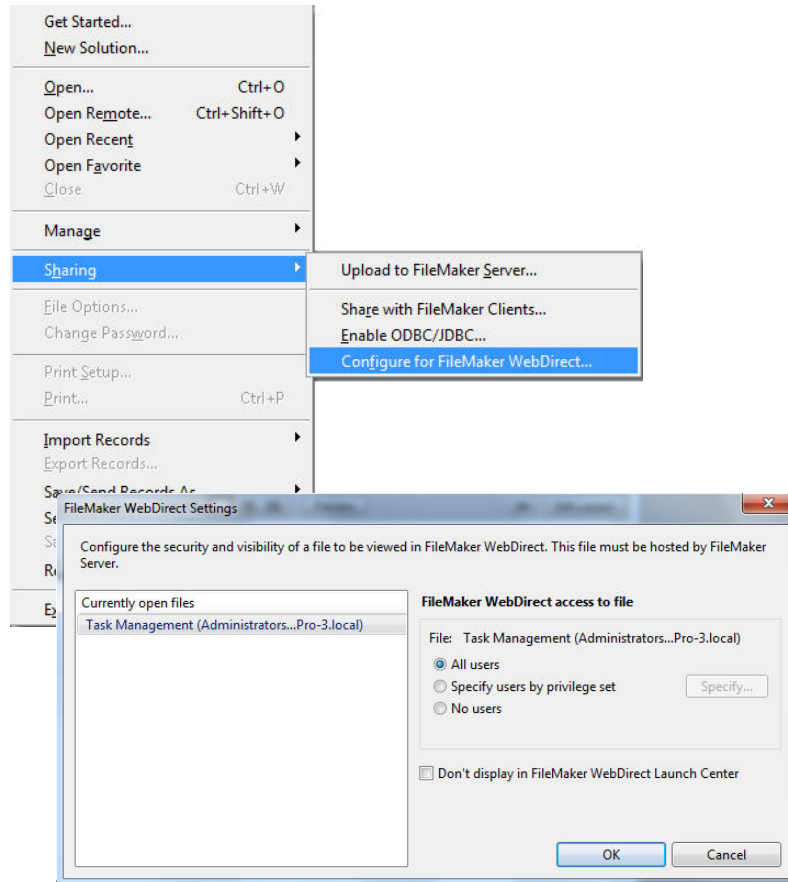 Get Started...
New Solution...
Open... Ctrl+O
Open Remote... Ctrl+Shift+O
Open Recent
Open Favorite
Close Ctrl+W
Manage
Sharing
Upload to FileMaker Server...
Share with FileMaker Clients...
Enable ODBC/JDBC...
Configure for FileMaker WebDirect...
File Options...
Change Password...
Print Setup...
Print... Ctrl+P
Import Records
Export Records...
Save/Send Records As
FileMaker WebDirect Settings
Configure the security and visibility of a file to be viewed in FileMaker WebDirect. This file must be hosted by FileMaker
Server.
Currently open files
Task Management (Administrators...Pro-3.local)
FileMaker WebDirect access to file
File: Task Management (Administrators...Pro-3.local)
All users
Specify users by privilege set Specify...
No users
Don't display in FileMaker WebDirect Launch Center
OK Cancel